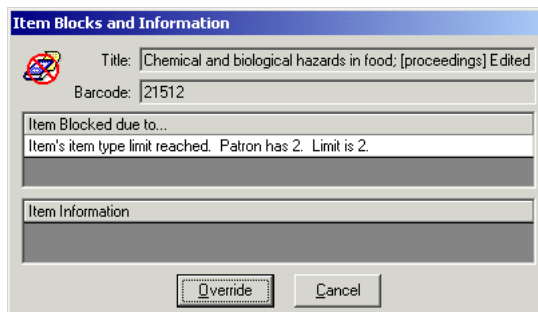 Item Blocks and Information
Title: Chemical and biological hazards in food; [proceedings] Edited
Barcode: 21512
Item Blocked due to...
Item's item type limit reached. Patron has 2. Limit is 2.
Item Information
Override Cancel